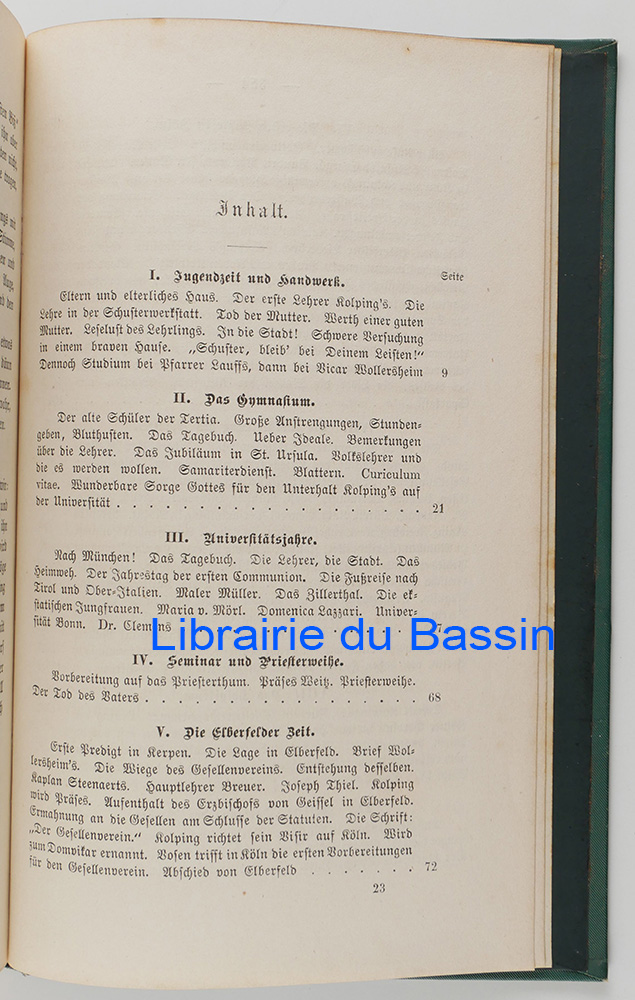 Inhalt.
I. Jugendzeit und Handwerk. Seite
Eltern und elterliches Haus. Der erste Lehrer Kolping's. Die
Lehre in der Schusterwerkstatt. Tod der Mutter. Werth einer guten
Mutter. Leselust des Lehrlings. In die Stadt! Schwere Versuchung
in einem braven Hause. „Schuster, bleib' bei Deinem Leisten!“
Dennoch Studium bei Pfarrer Lauffs, dann bei Vicar Wollersheim 9
II. Das Gymnasium.
Der alte Schüler der Tertia. Große Anstrengungen, Stunden-
geben, Bluthusten. Das Tagebuch. Ueber Ideale. Bemerkungen
über die Lehrer. Das Jubiläum in St. Ursula. Volkslehrer und
die es werden wollen. Samariterdienst. Blattern. Curiculum
vitae. Wunderbare Sorge Gottes für den Unterhalt Kolping's auf
der Universität . . . . . . . . . . . . . . . . . 21
III. Universitätsjahre.
Nach München! Das Tagebuch. Die Lehrer, die Stadt. Das
Heimweh. Der Jahrestag der ersten Communion. Die Fußreise nach
Tirol und Ober-Italien. Maler Müller. Das Zillerthal. Die ek-
statischen Jungfrauen. Maria v. Mörl. Domenica Lazzari. Univer-
sität Bonn. Dr. Clemens
Librairie du Bassin
IV. Seminar und Priesterweihe.
Vorbereitung auf das Priesterthum. Präses Weitz. Priesterweihe.
Der Tod des Vaters . . . . . . . . . . . . . . . 68
V. Die Elberfelder Zeit.
Erste Predigt in Kerpen. Die Lage in Elberfeld. Brief Wol-
lersheim's. Die Wiege des Gesellenvereins. Entstehung desselben.
Kaplan Steenaerts. Hauptlehrer Breuer. Joseph Thiel. Kolping
wird Präses. Aufenthalt des Erzbischofs von Geissel in Elberfeld.
Ermahnung an die Gesellen am Schlusse der Statuten. Die Schrift:
„Der Gesellenverein.“ Kolping richtet sein Visir auf Köln. Wird
zum Domvikar ernannt. Vosen trifft in Köln die ersten Vorbereitungen
für den Gesellenverein. Abschied von Elberfeld . . . . . . . 72
23